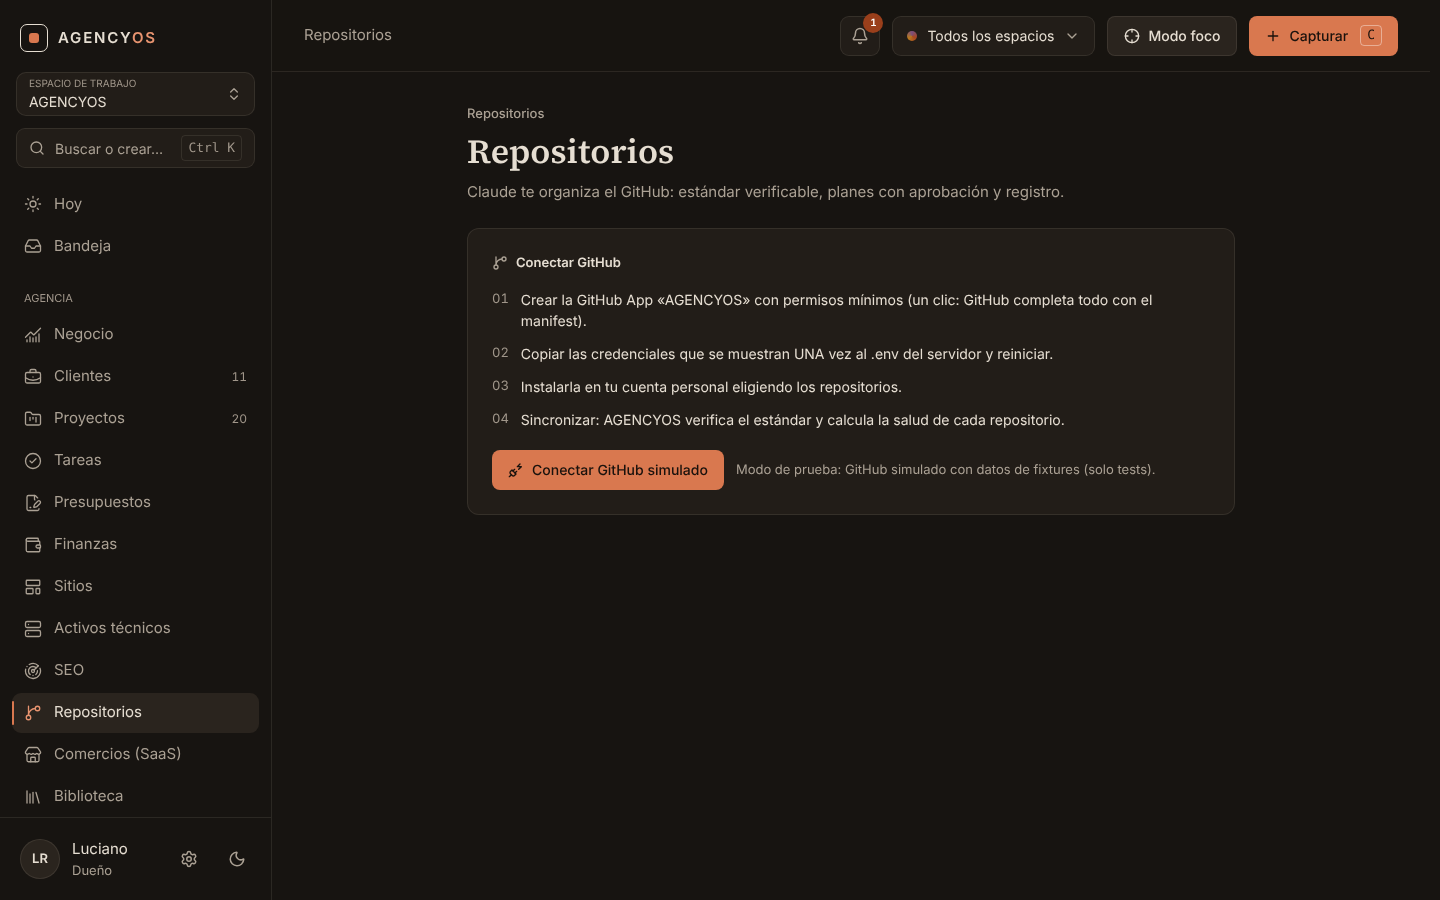 AGENCYOS
ESPACIO DE TRABAJO
AGENCYOS
Buscar o crear... Ctrl K
Hoy
Bandeja
AGENCIA
Negocio
Clientes 11
Proyectos 20
Tareas
Presupuestos
Finanzas
Sitios
Activos técnicos
SEO
Repositorios
Comercios (SaaS)
Biblioteca
LR
Luciano
Dueño
Repositorios
1
Todos los espacios
Modo foco
Capturar C
Repositorios
Repositorios
Claude te organiza el GitHub: estándar verificable, planes con aprobación y registro.
Conectar GitHub
01 Crear la GitHub App «AGENCYOS» con permisos mínimos (un clic: GitHub completa todo con el
manifest).
02 Copiar las credenciales que se muestran UNA vez al .env del servidor y reiniciar.
03 Instalarla en tu cuenta personal eligiendo los repositorios.
04 Sincronizar: AGENCYOS verifica el estándar y calcula la salud de cada repositorio.
Conectar GitHub simulado
Modo de prueba: GitHub simulado con datos de fixtures (solo tests).